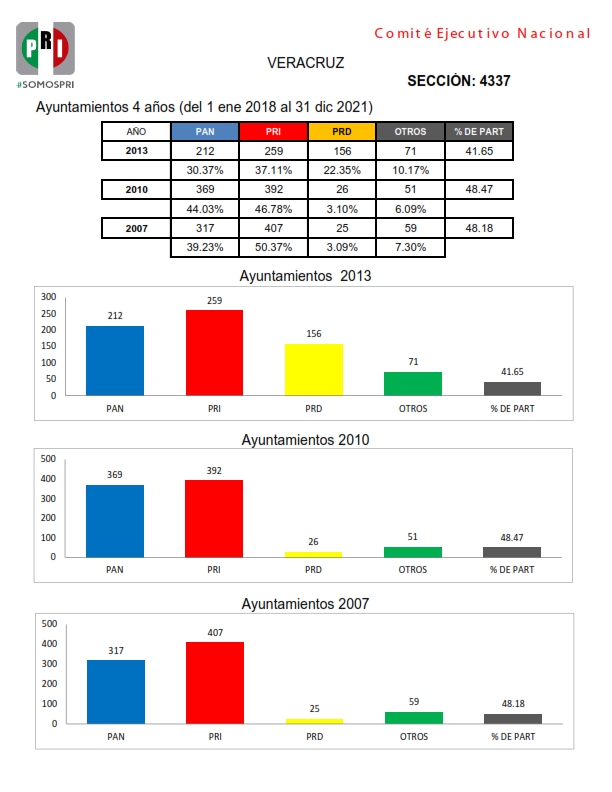 Comité Ejecutivo Nacional
PRI
#SOMOSPRI
VERACRUZ
SECCIÓN: 4337
Ayuntamientos 4 años (del 1 ene 2018 al 31 dic 2021)
AÑO PAN PRI PRD OTROS % DE PART
2013 212 259 156 71 41.65
30.37% 37.11% 22.35% 10.17%
2010 369 392 26 51 48.47
44.03% 46.78% 3.10% 6.09%
2007 317 407 25 59 48.18
39.23% 50.37% 3.09% 7.30%
Ayuntamientos 2013
300
250
200
150
100
50
0
212 259 156 71 41.65
PAN PRI PRD OTROS % DE PART
Ayuntamientos 2010
500
400
300
200
100
0
369 392 26 51 48.47
PAN PRI PRD OTROS % DE PART
Ayuntamientos 2007
500
400
300
200
100
0
317 407 25 59 48.18
PAN PRI PRD OTROS % DE PART